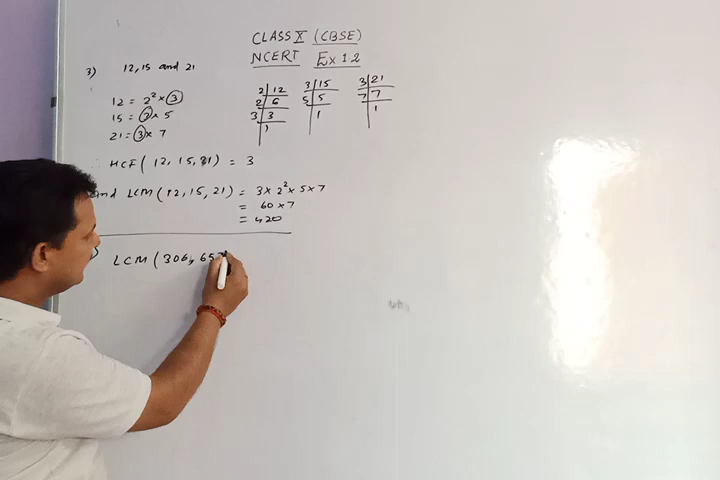 CLASS X (CBSE)
NCERT Ex 1.2
3) 12, 15 and 21
12 = 2² × 3
15 = 3 × 5
21 = 3 × 7
2 | 12
2 | 6
3 | 3
1
3 | 15
5 | 5
1
3 | 21
7 | 7
1
HCF ( 12, 15, 21) = 3
and LCM (12, 15, 21) = 3 × 2² × 5 × 7
= 60 × 7
= 420
) LCM ( 306, 657